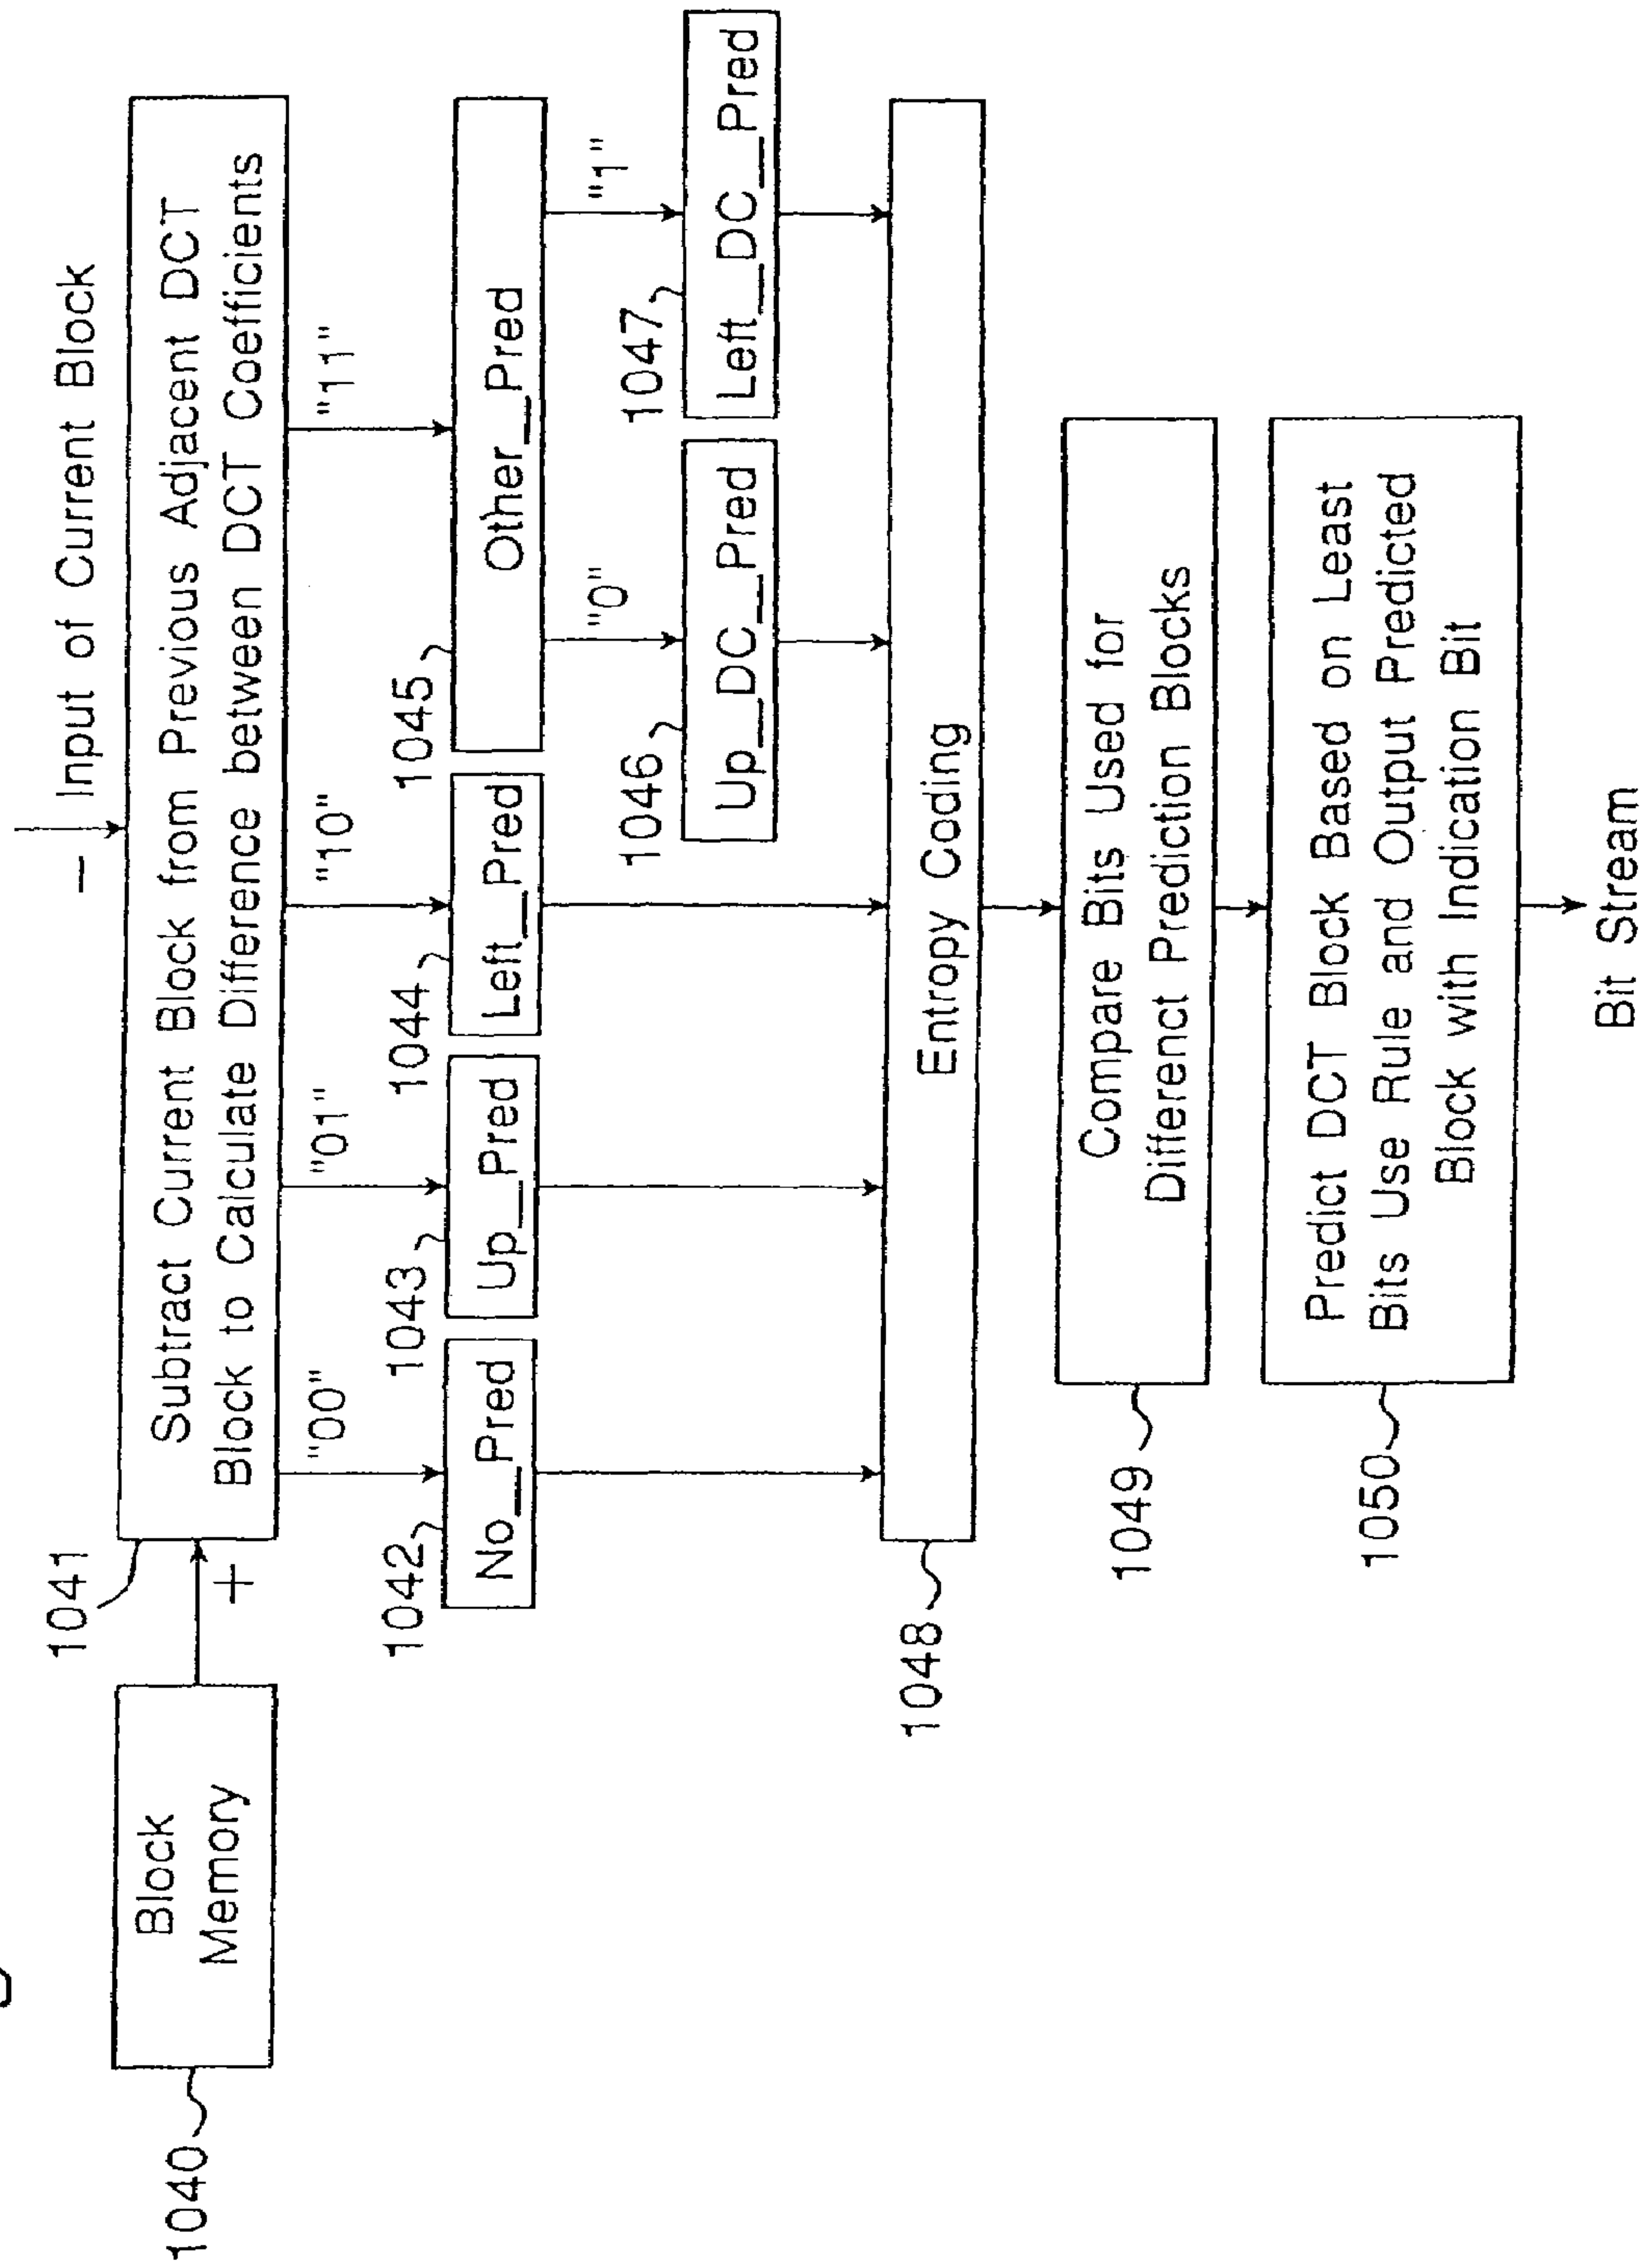 — Input of Current Block
1041
Subtract Current Block from Previous Adjacent DCT
Block to Calculate Difference between DCT Coefficients
Block
Memory
1040
+
"00"
"01"
"10"
"11"
1042
No_Pred
1043
Up_Pred
1044
Left_Pred
1045
Other_Pred
"0"
"1"
1046
Up_DC_Pred
1047
Left_DC_Pred
Entropy Coding
1048
Compare Bits Used for
Different Prediction Blocks
1049
Predict DCT Block Based on Least
Bits Use Rule and Output Predicted
Block with Indication Bit
1050
Bit Stream